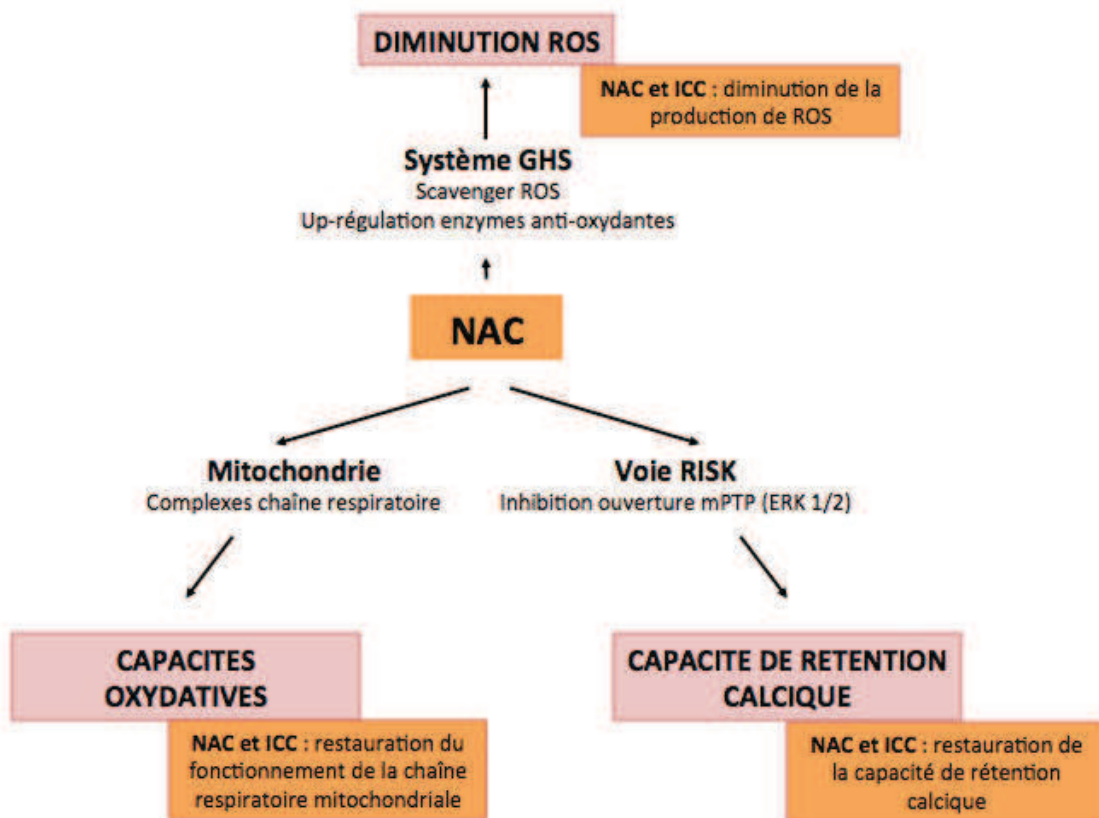 DIMINUTION ROS
NAC et ICC : diminution de la
production de ROS
Système GHS
Scavenger ROS
Up-régulation enzymes anti-oxydantes
NAC
Mitochondrie
Complexes chaîne respiratoire
Voie RISK
Inhibition ouverture mPTP (ERK 1/2)
CAPACITES
OXYDATIVES
NAC et ICC : restauration du
fonctionnement de la chaîne
respiratoire mitochondriale
CAPACITE DE RETENTION
CALCIQUE
NAC et ICC : restauration de
la capacité de rétention
calcique